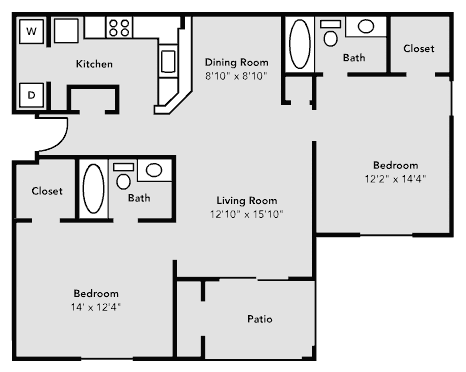 W
Kitchen
D
Dining Room
8'10" x 8'10"
Bath
Closet
Bedroom
12'2" x 14'4"
Closet
Bath
Living Room
12'10" x 15'10"
Bedroom
14' x 12'4"
Patio